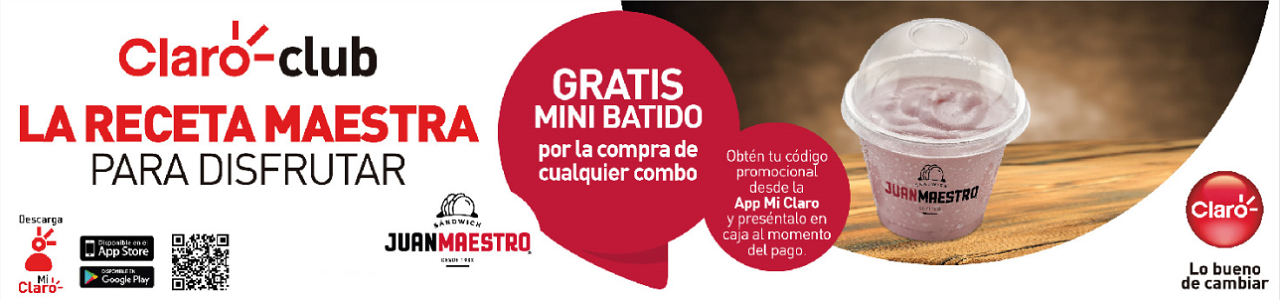 Claro-club
LA RECETA MAESTRA
PARA DISFRUTAR
Descarga
Mi
Claro-
Disponible en el
App Store
DISPONIBLE EN
Google Play
SANDWICH
JUANMAESTRO
GRATIS
MINI BATIDO
por la compra de
cualquier combo
Obtén tu código
promocional
desde la
App Mi Claro
y preséntalo en
caja al momento
del pago.
SANDWICH
JUANMAESTRO
Claro-
Lo bueno
de cambiar